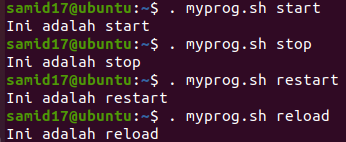 samid17@ubuntu:~$ . myprog.sh start
Ini adalah start
samid17@ubuntu:~$ . myprog.sh stop
Ini adalah stop
samid17@ubuntu:~$ . myprog.sh restart
Ini adalah restart
samid17@ubuntu:~$ . myprog.sh reload
Ini adalah reload